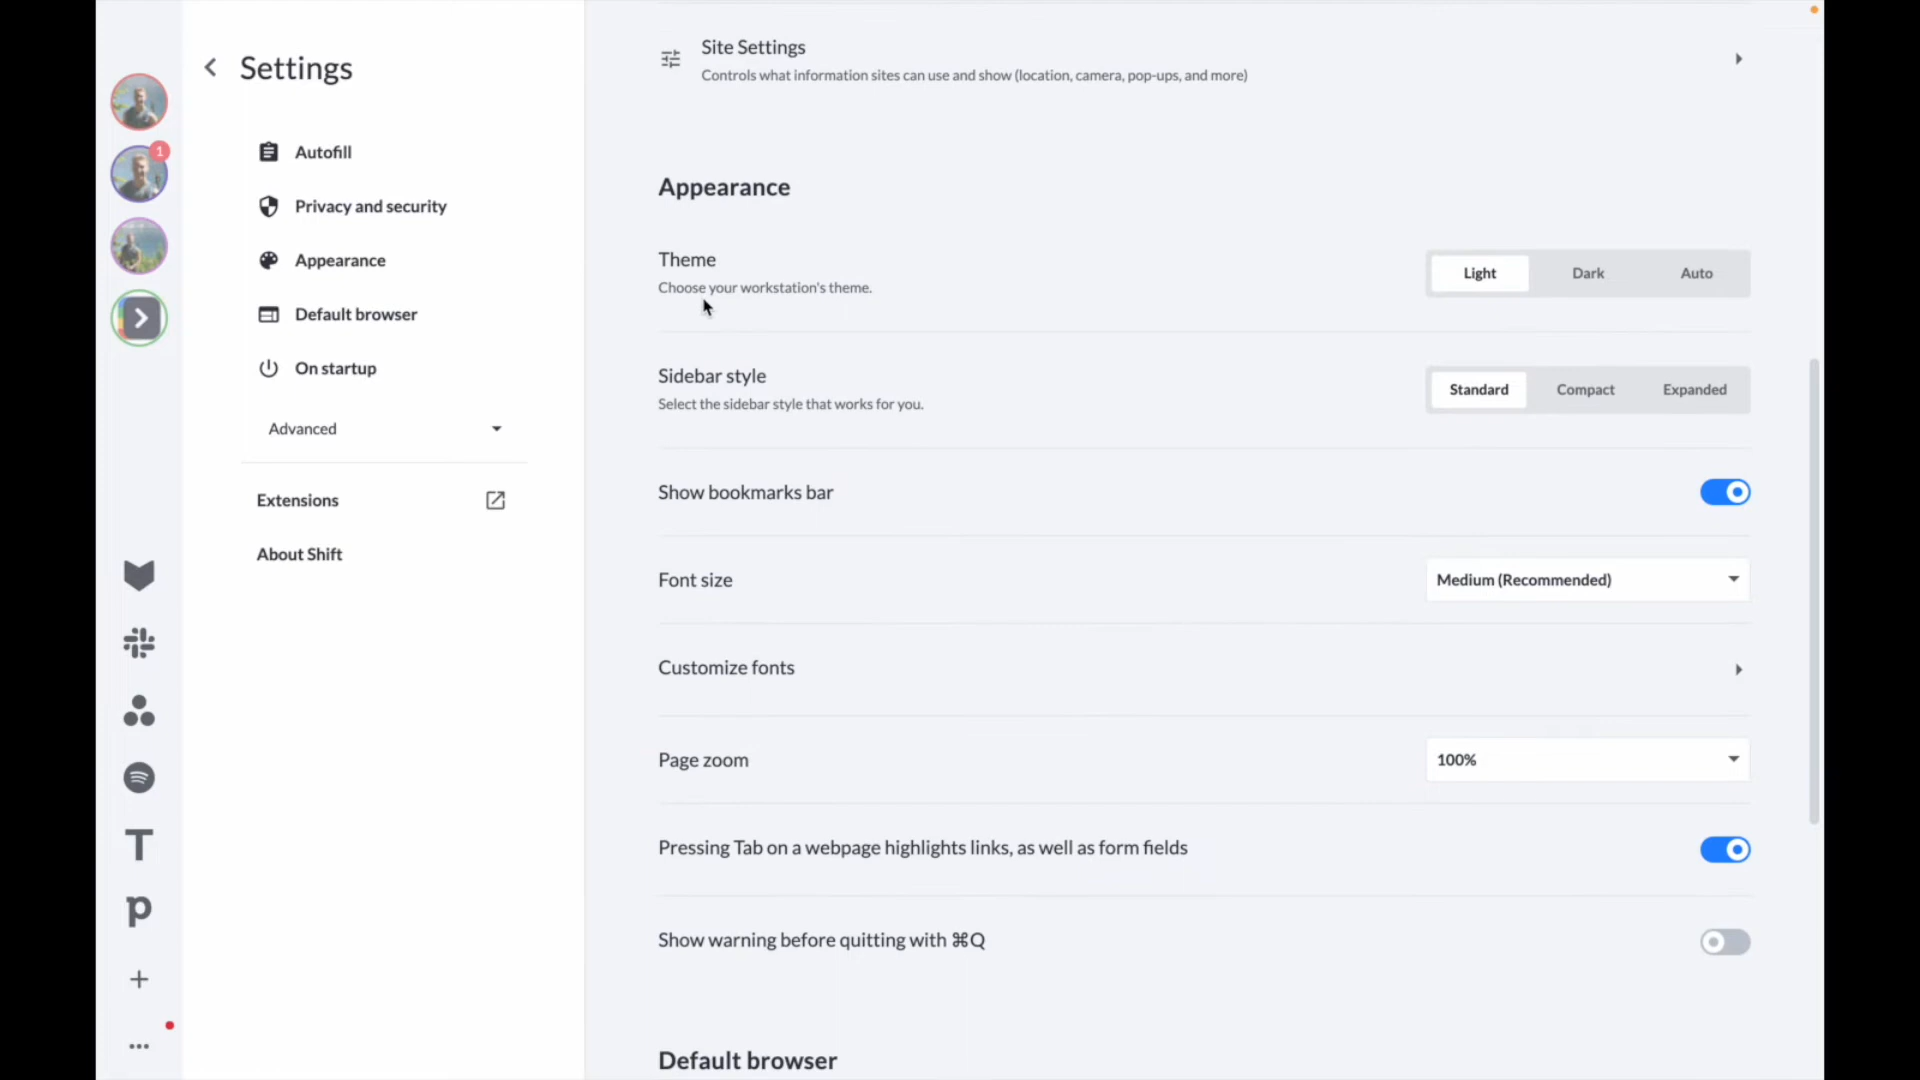 Settings
1
Autofill
Privacy and security
Appearance
Default browser
On startup
Advanced
Extensions
About Shift
Site Settings
Controls what information sites can use and show (location, camera, pop-ups, and more)
Appearance
Theme
Choose your workstation's theme.
Light Dark Auto
Sidebar style
Select the sidebar style that works for you.
Standard Compact Expanded
Show bookmarks bar
Font size
Medium (Recommended)
Customize fonts
Page zoom
100%
Pressing Tab on a webpage highlights links, as well as form fields
Show warning before quitting with ⌘Q
Default browser